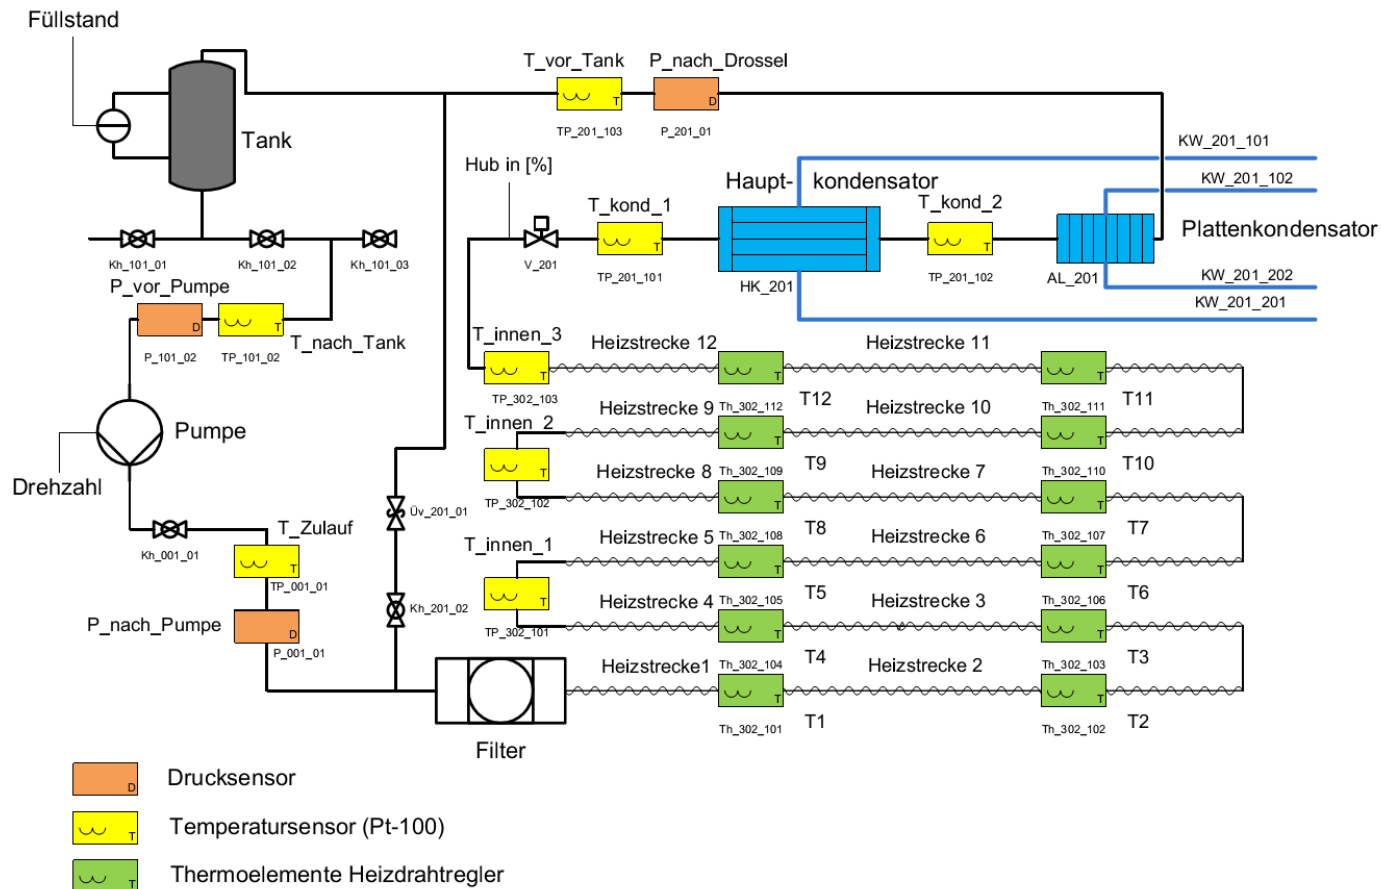 Füllstand
T_vor_Tank
P_nach_Drossel
D
T
TP_201_103
P_201_01
Tank
KW_201_101
Hub in [%]
KW_201_102
Haupt- kondensator
T_kond_1
T_kond_2
Plattenkondensator
T
T
Kh_101_01
Kh_101_02
Kh_101_03
V_201
TP_201_101
HK_201
TP_201_102
AL_201
KW_201_202
KW_201_201
P_vor_Pumpe
D
T
T_nach_Tank
P_101_02
TP_101_02
T_innen_3
Heizstrecke 12
Heizstrecke 11
T
T
T
TP_302_103
Th_302_112
T12
Th_302_111
T11
Pumpe
T_innen_2
Heizstrecke 9
Heizstrecke 10
T
T
T
Th_302_109
T9
Th_302_110
T10
Drehzahl
TP_302_102
Heizstrecke 8
Heizstrecke 7
T
T
Th_302_108
T8
Th_302_107
T7
Üv_201_01
Kh_001_01
T_Zulauf
T
TP_001_01
T_innen_1
Heizstrecke 5
Heizstrecke 6
T
T
T
Th_302_105
T5
Th_302_106
T6
Kh_201_02
P_nach_Pumpe
D
P_001_01
TP_302_101
Heizstrecke 4
Heizstrecke 3
T
T
Th_302_104
T4
Th_302_103
T3
Heizstrecke1
Heizstrecke 2
T
T
Th_302_101
T1
Th_302_102
T2
Filter
D
Drucksensor
T
Temperatursensor (Pt-100)
T
Thermoelemente Heizdrahtregler